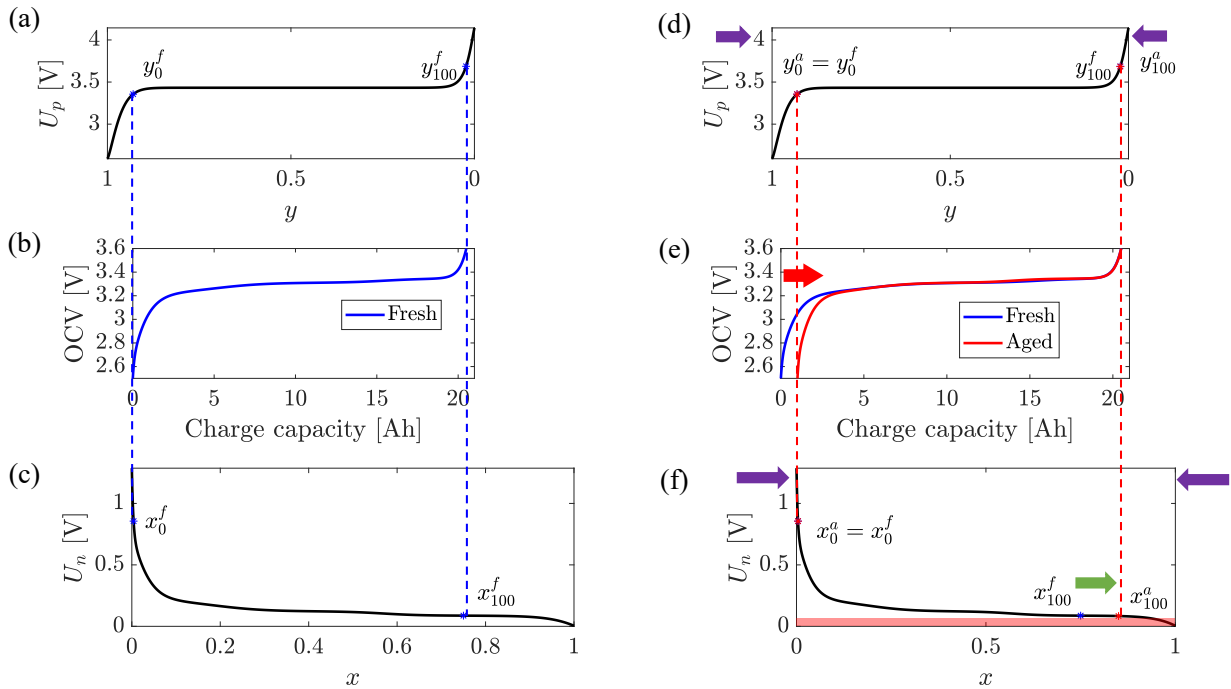 (a)
U_p [V]
4
3.5
3
y_0^f
y_100^f
1
0.5
0
y
(b)
OCV [V]
3.6
3.4
3.2
3
2.8
2.6
Fresh
0
5
10
15
20
Charge capacity [Ah]
(c)
U_n [V]
1
0.5
0
x_0^f
x_100^f
0
0.2
0.4
0.6
0.8
1
x
(d)
U_p [V]
4
3.5
3
y_0^a = y_0^f
y_100^f
y_100^a
1
0.5
0
y
(e)
OCV [V]
3.6
3.4
3.2
3
2.8
2.6
Fresh
Aged
0
5
10
15
20
Charge capacity [Ah]
(f)
U_n [V]
1
0.5
0
x_0^a = x_0^f
x_100^f
x_100^a
0
0.5
1
x